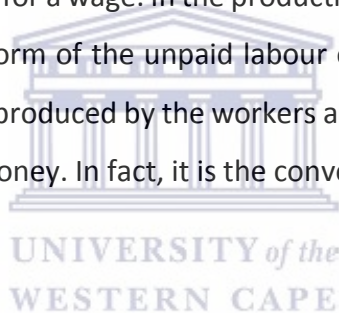 for a wage. In the producti
orm of the unpaid labour
produced by the workers a
oney. In fact, it is the conv
UNIVERSITY of the
WESTERN CAPE